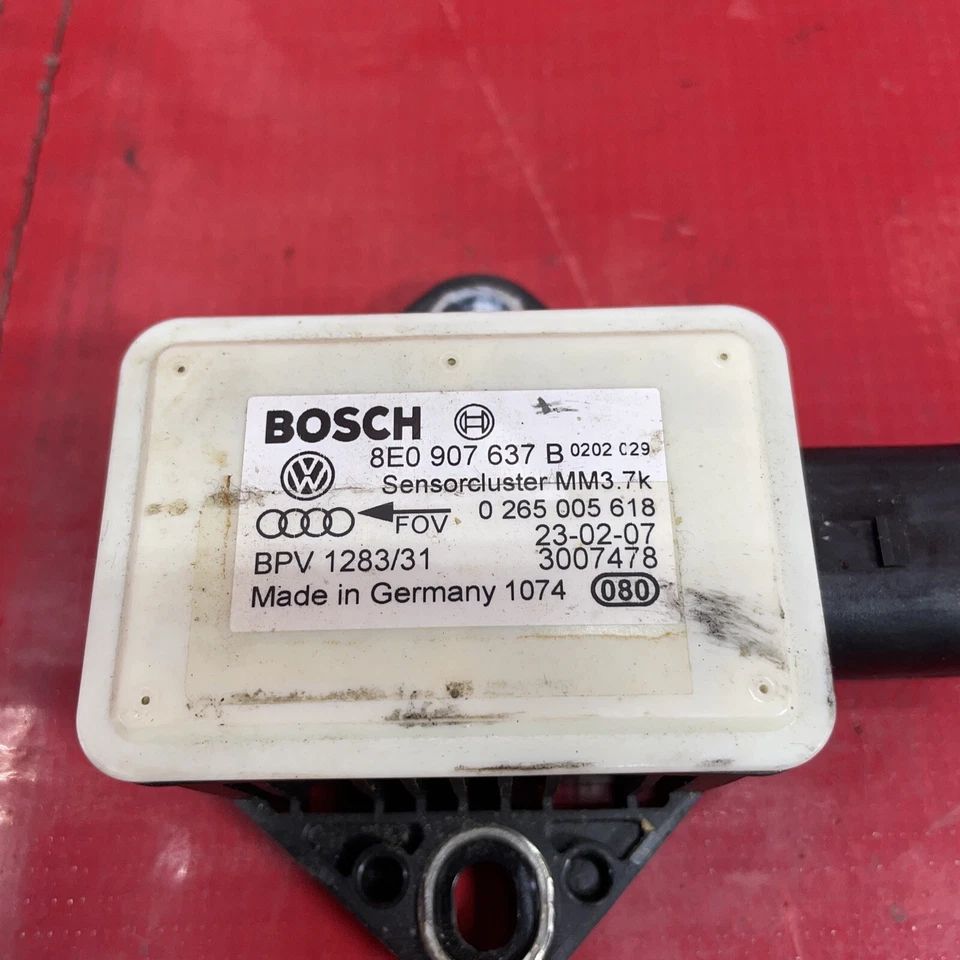 BOSCH
8E0 907 637 B 0202 029
Sensorcluster MM3.7k
FOV 0 265 005 618
23-02-07
BPV 1283/31 3007478
Made in Germany 1074 080